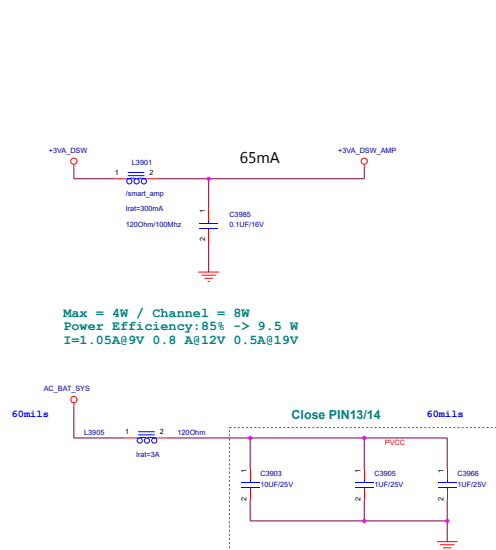 +3VA_DSW
+3VA_DSW_AMP
L3901
65mA
1 2
/smart_amp
Irat=300mA
120Ohm/100Mhz
1
C3985
0.1UF/16V
2
Max = 4W / Channel = 8W
Power Efficiency:85% -> 9.5 W
I=1.05A@9V 0.8 A@12V 0.5A@19V
AC_BAT_SYS
60mils
Close PIN13/14
60mils
L3905 1 2 120Ohm
Irat=3A
PVCC
1 C3903 1 C3905 1 C3966
10UF/25V 1UF/25V 1UF/25V
2 2 2